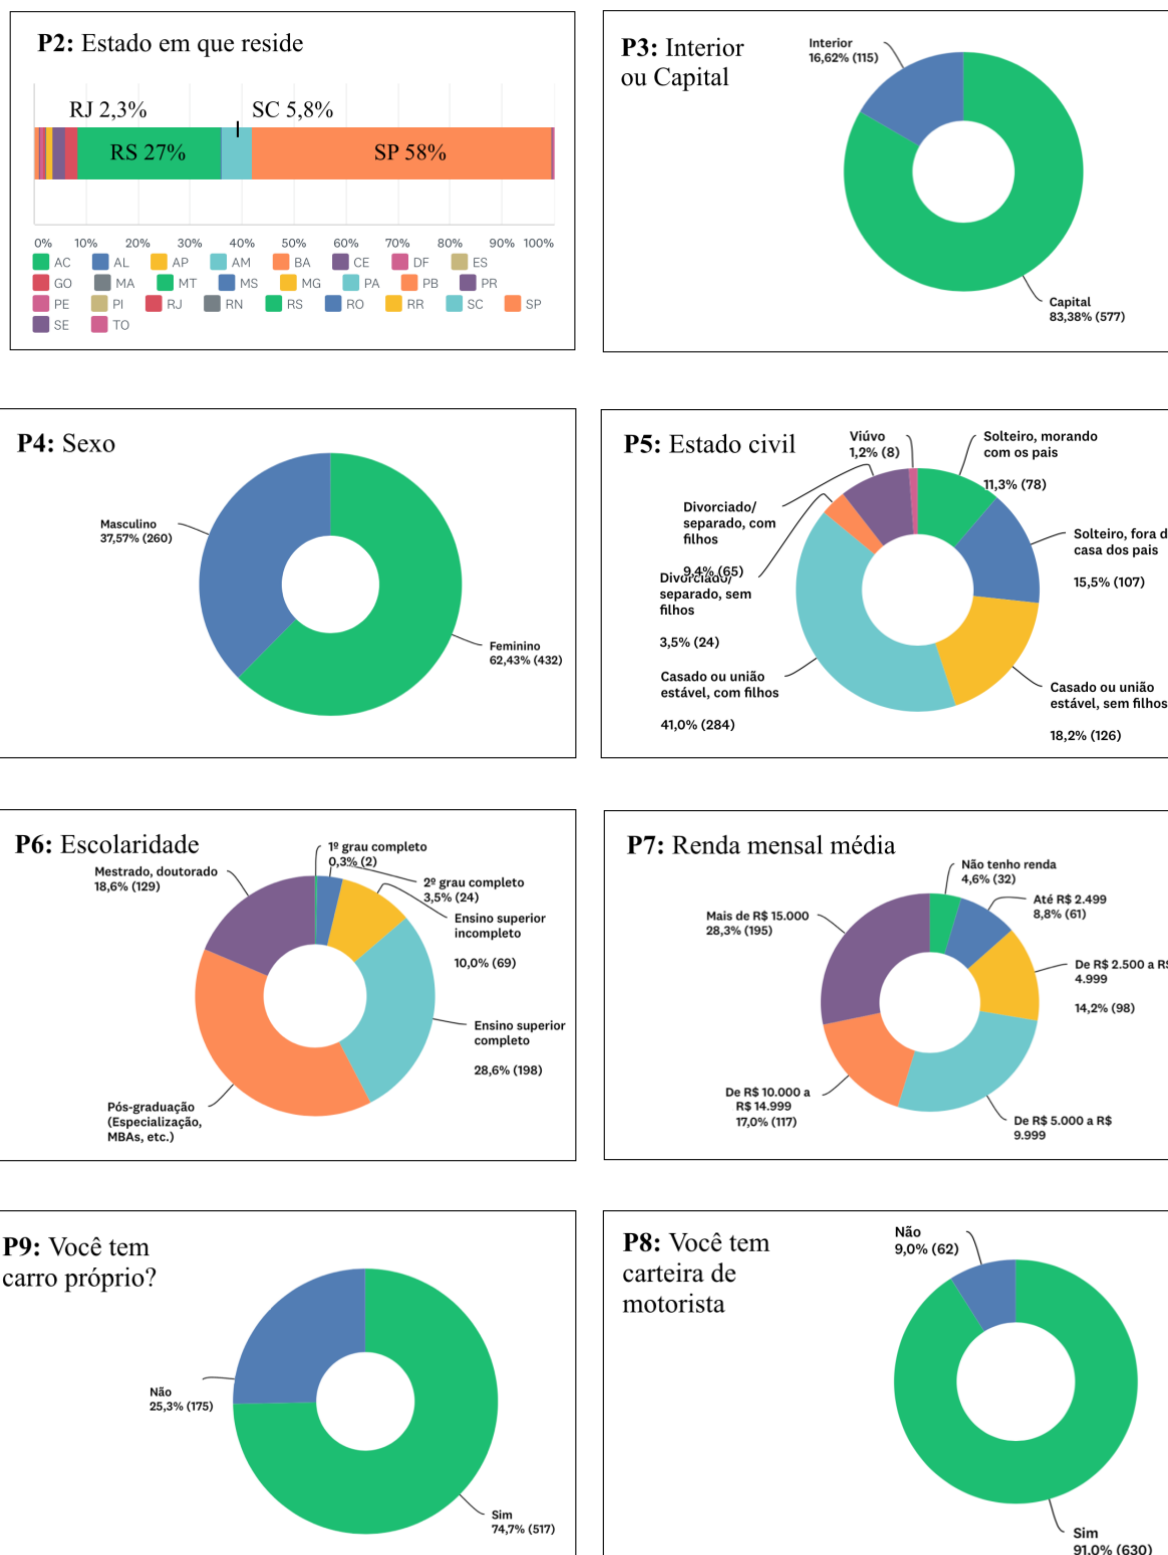 P2: Estado em que reside
RJ 2,3%
SC 5,8%
RS 27%
SP 58%
0% 10% 20% 30% 40% 50% 60% 70% 80% 90% 100%
AC AL AP AM BA CE DF ES
GO MA MT MS MG PA PB PR
PE PI RJ RN RS RO RR SC SP
SE TO
P3: Interior
ou Capital
Interior
16,62% (115)
Capital
83,38% (577)
P4: Sexo
Masculino
37,57% (260)
Feminino
62,43% (432)
P5: Estado civil
Viúvo
1,2% (8)
Solteiro, morando
com os pais
11,3% (78)
Divorciado/
separado, com
filhos
9,4% (65)
Solteiro, fora d
casa dos pais
15,5% (107)
Divorciado/
separado, sem
filhos
3,5% (24)
Casado ou união
estável, com filhos
41,0% (284)
Casado ou união
estável, sem filhos
18,2% (126)
P6: Escolaridade
1º grau completo
0,3% (2)
Mestrado, doutorado
18,6% (129)
2º grau completo
3,5% (24)
Ensino superior
incompleto
10,0% (69)
Ensino superior
completo
28,6% (198)
Pós-graduação
(Especialização,
MBAs, etc.)
P7: Renda mensal média
Não tenho renda
4,6% (32)
Até R$ 2.499
8,8% (61)
Mais de R$ 15.000
28,3% (195)
De R$ 2.500 a R$
4.999
14,2% (98)
De R$ 10.000 a
R$ 14.999
17,0% (117)
De R$ 5.000 a R$
9.999
P9: Você tem
carro próprio?
Não
25,3% (175)
Sim
74,7% (517)
P8: Você tem
carteira de
motorista
Não
9,0% (62)
Sim
91,0% (630)